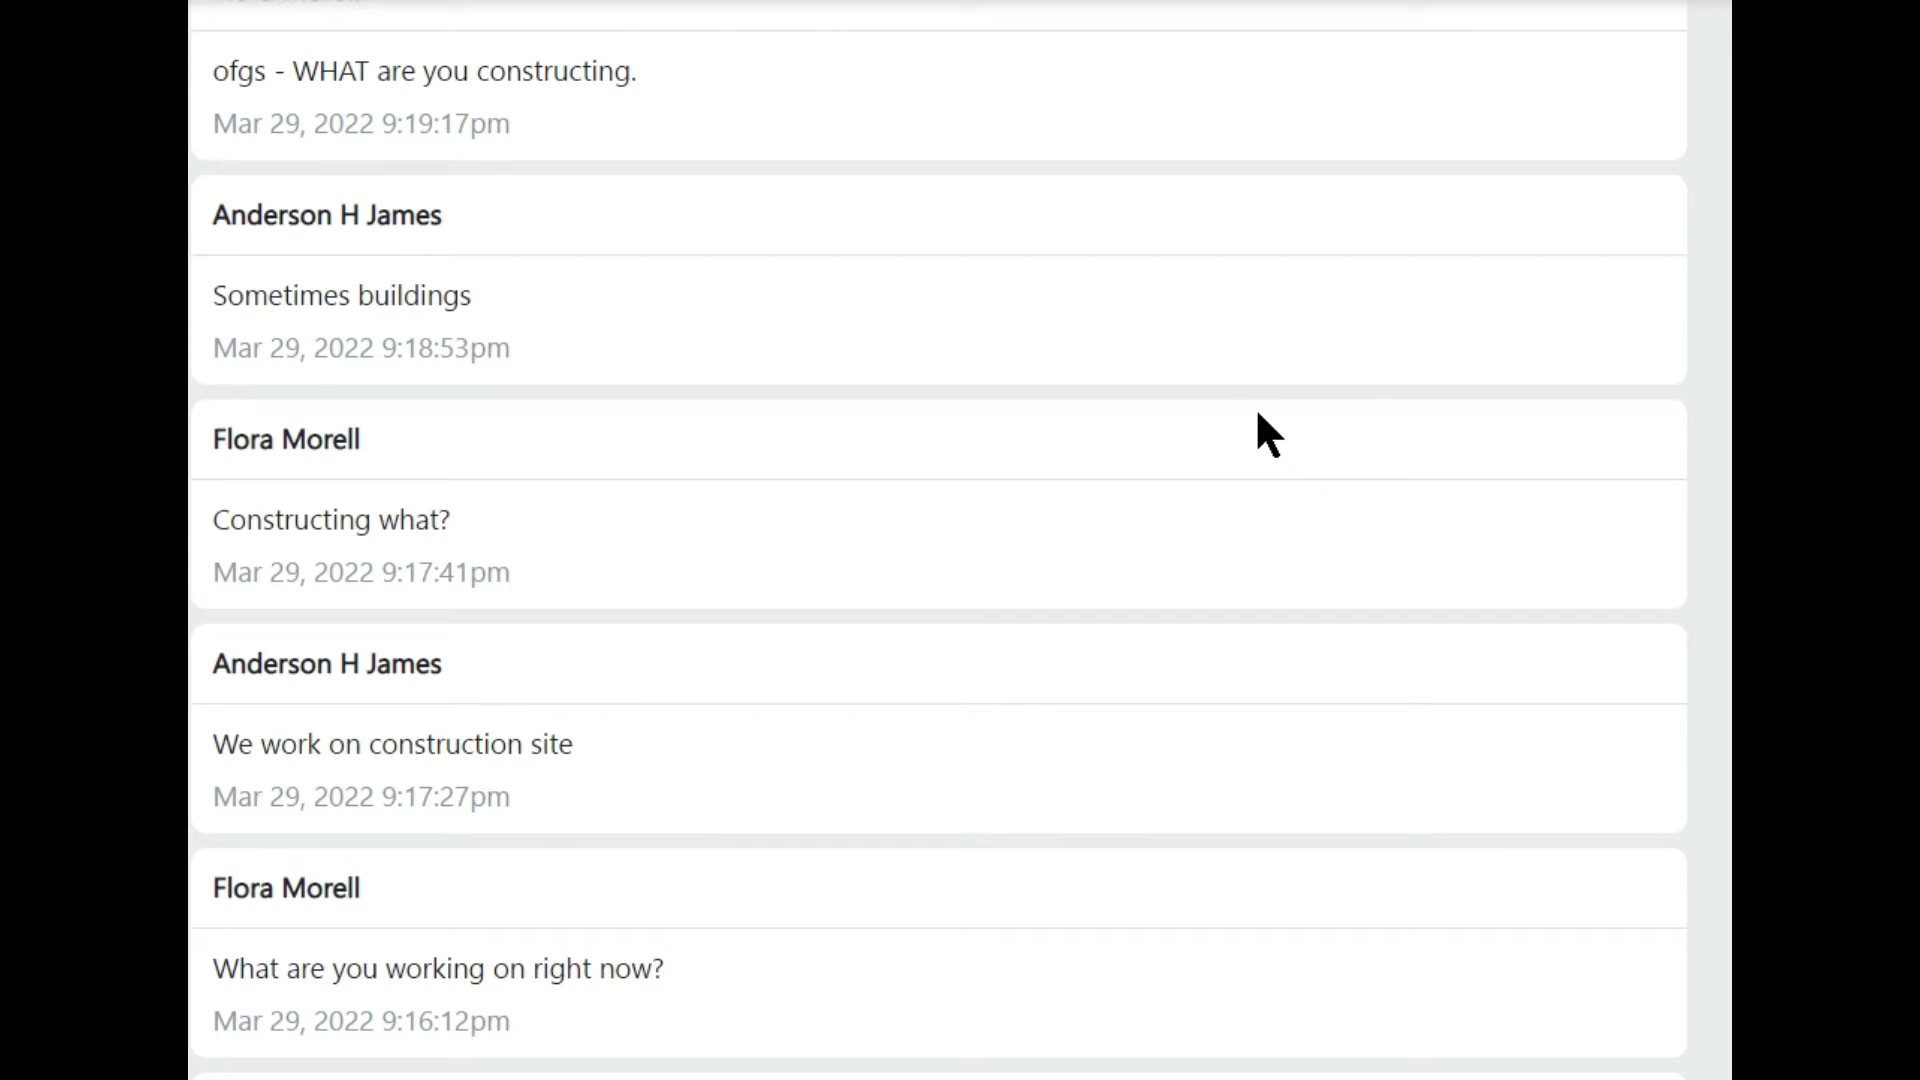 ofgs - WHAT are you constructing.
Mar 29, 2022 9:19:17pm
Anderson H James
Sometimes buildings
Mar 29, 2022 9:18:53pm
Flora Morell
Constructing what?
Mar 29, 2022 9:17:41pm
Anderson H James
We work on construction site
Mar 29, 2022 9:17:27pm
Flora Morell
What are you working on right now?
Mar 29, 2022 9:16:12pm